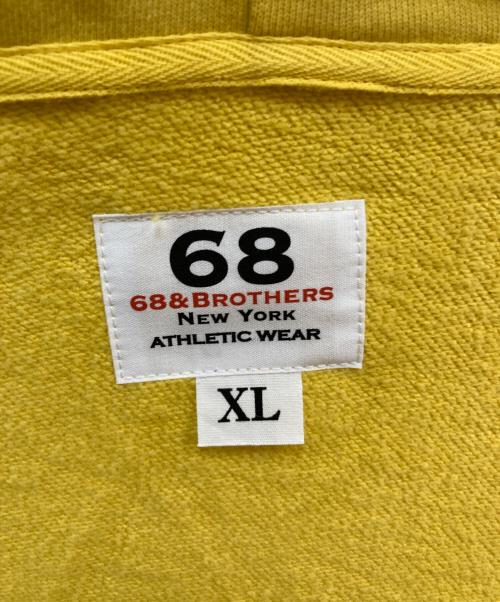 68
68&BROTHERS
NEW YORK
ATHLETIC WEAR
XL